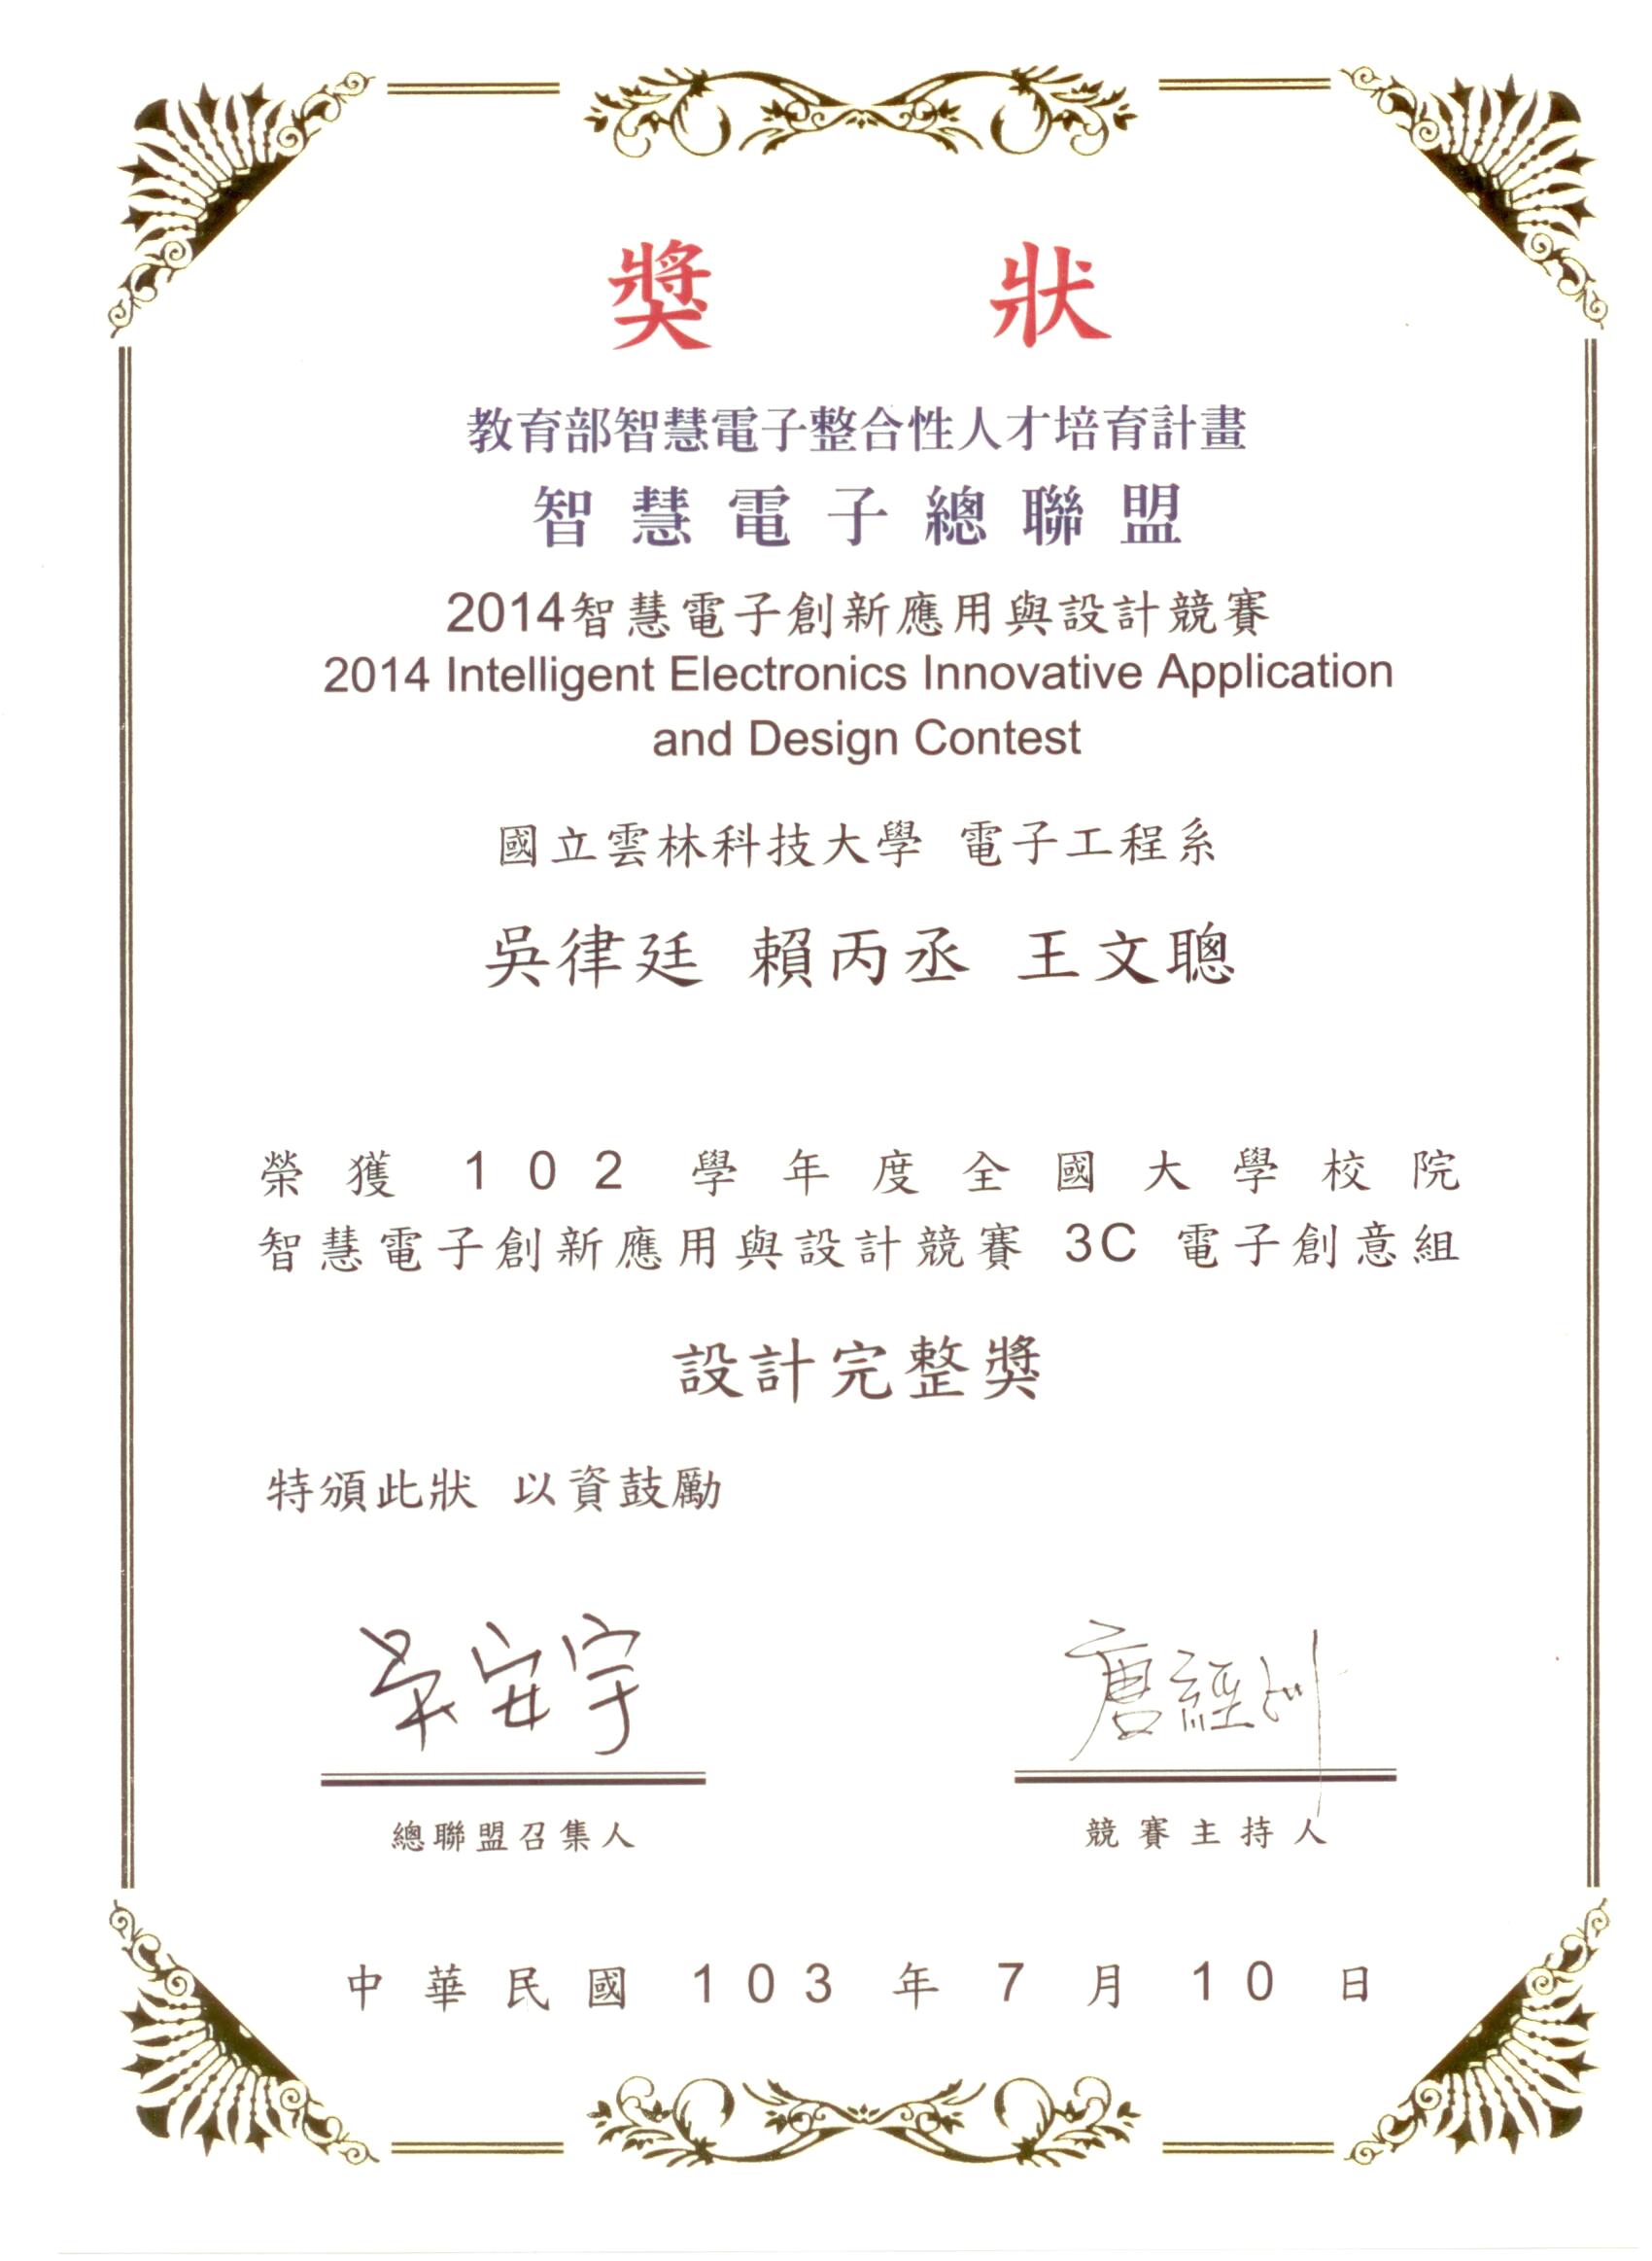 獎狀
教育部智慧電子整合性人才培育計畫
智慧電子總聯盟
2014智慧電子創新應用與設計競賽
2014 Intelligent Electronics Innovative Application
and Design Contest
國立雲林科技大學 電子工程系
吳律廷 賴丙丞 王文聰
榮獲 102 學年度全國大學校院
智慧電子創新應用與設計競賽 3C 電子創意組
設計完整獎
特頒此狀 以資鼓勵
吳安宇 唐經洲
總聯盟召集人 競賽主持人
中華民國 103 年 7 月 10 日